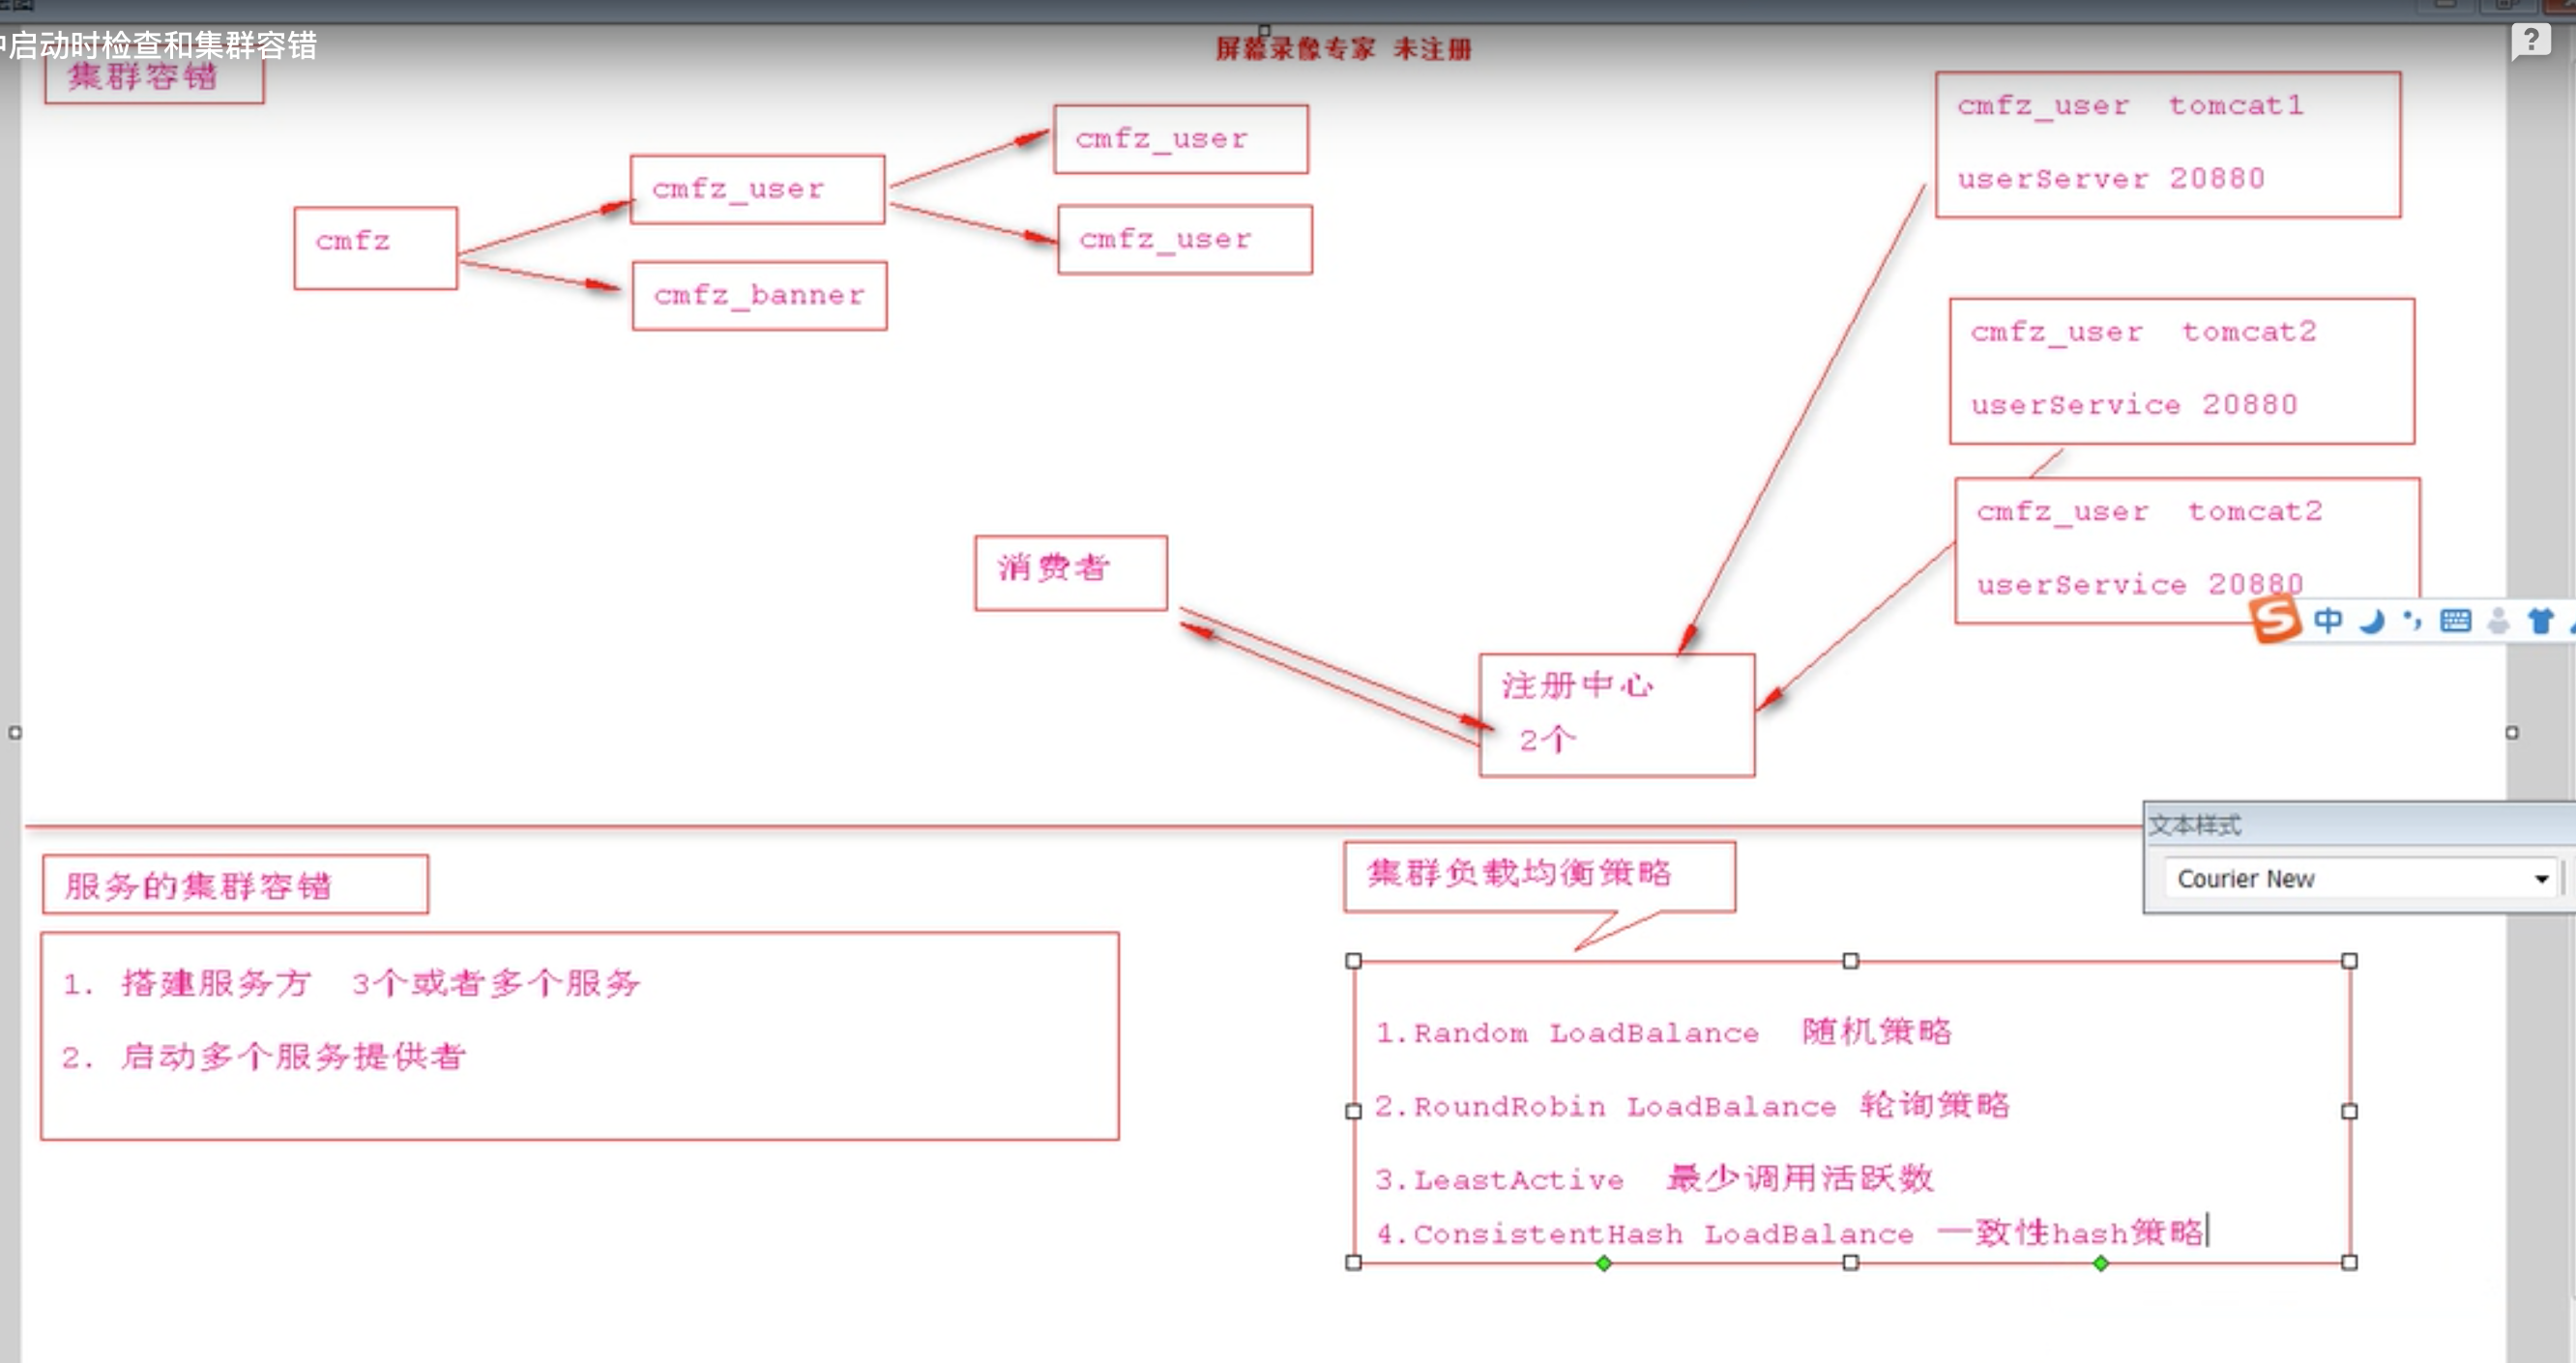 启动时检查和集群容错
屏幕录像专家 未注册
集群容错
cmfz
cmfz_user
cmfz_banner
cmfz_user
cmfz_user
cmfz_user tomcat1
userServer 20880
cmfz_user tomcat2
userService 20880
cmfz_user tomcat2
userService 20880
中
消费者
注册中心
2个
文本样式
Courier New
服务的集群容错
1. 搭建服务方 3个或者多个服务
2. 启动多个服务提供者
集群负载均衡策略
1.Random LoadBalance 随机策略
2.RoundRobin LoadBalance 轮询策略
3.LeastActive 最少调用活跃数
4.ConsistentHash LoadBalance 一致性hash策略